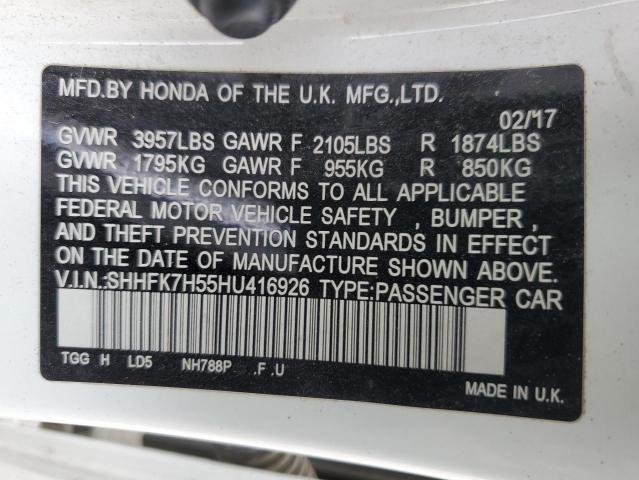 MFD.BY HONDA OF THE U.K. MFG.,LTD.
02/'17
GVWR 3957LBS GAWR F 2105LBS R 1874LBS
GVWR 1795KG GAWR F 955KG R 850KG
THIS VEHICLE CONFORMS TO ALL APPLICABLE
FEDERAL MOTOR VEHICLE SAFETY , BUMPER ,
AND THEFT PREVENTION STANDARDS IN EFFECT
ON THE DATE OF MANUFACTURE SHOWN ABOVE.
V.I.N.:SHHFK7H55HU416926 TYPE:PASSENGER CAR
TGG H LD5 NH788P .F .U
MADE IN U.K.